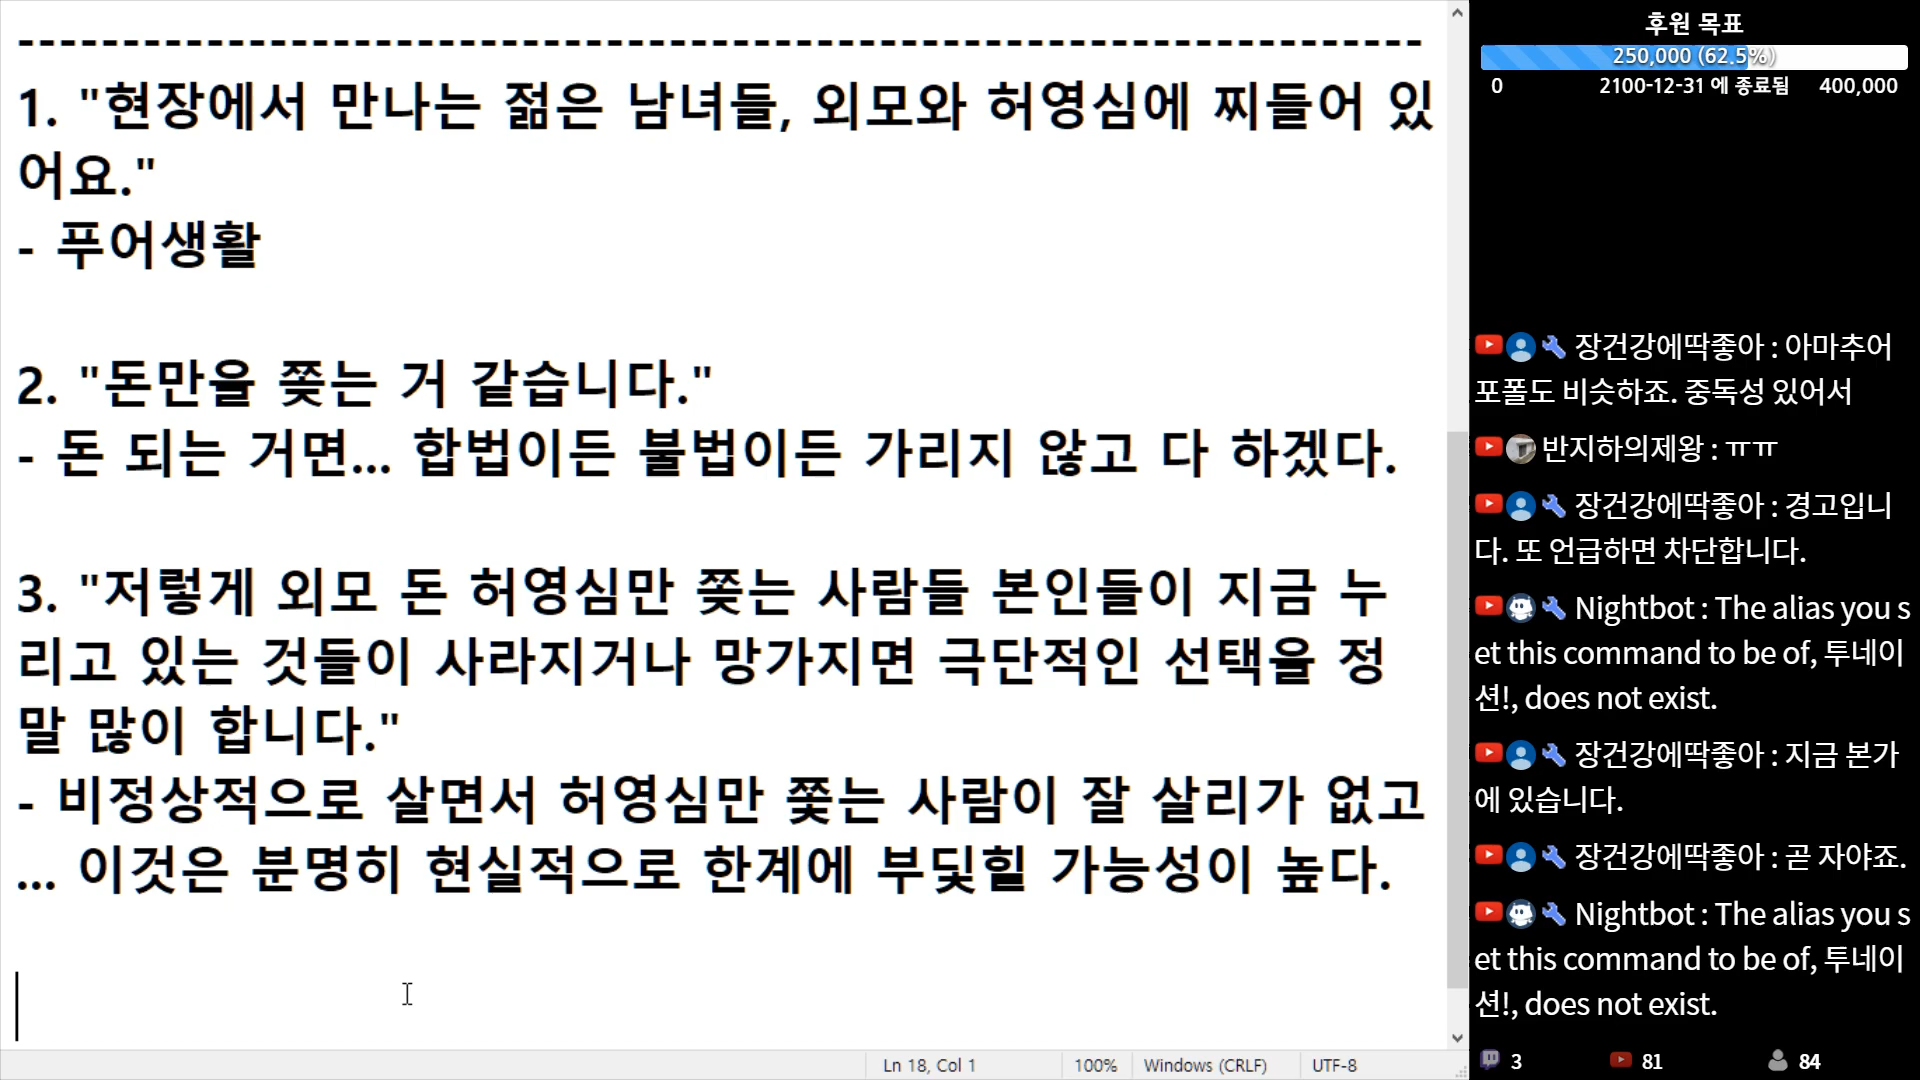 --------------------------------------------------------------------
1. "현장에서 만나는 젊은 남녀들, 외모와 허영심에 찌들어 있
어요."
- 푸어생활
2. "돈만을 쫒는 거 같습니다."
- 돈 되는 거면... 합법이든 불법이든 가리지 않고 다 하겠다.
3. "저렇게 외모 돈 허영심만 쫒는 사람들 본인들이 지금 누
리고 있는 것들이 사라지거나 망가지면 극단적인 선택을 정
말 많이 합니다."
- 비정상적으로 살면서 허영심만 쫓는 사람이 잘 살리가 없고
... 이것은 분명히 현실적으로 한계에 부딫힐 가능성이 높다.
Ln 18, Col 1
100%
Windows (CRLF)
UTF-8
후원 목표
250,000 (62.5%)
0 2100-12-31 에 종료됨 400,000
장건강에딱좋아 : 아마추어
포폴도 비슷하죠. 중독성 있어서
반지하의제왕 : ㅠㅠ
장건강에딱좋아 : 경고입니
다. 또 언급하면 차단합니다.
Nightbot : The alias you s
et this command to be of, 투네이
션!, does not exist.
장건강에딱좋아 : 지금 본가
에 있습니다.
장건강에딱좋아 : 곧 자야죠.
Nightbot : The alias you s
et this command to be of, 투네이
션!, does not exist.
3 81 84